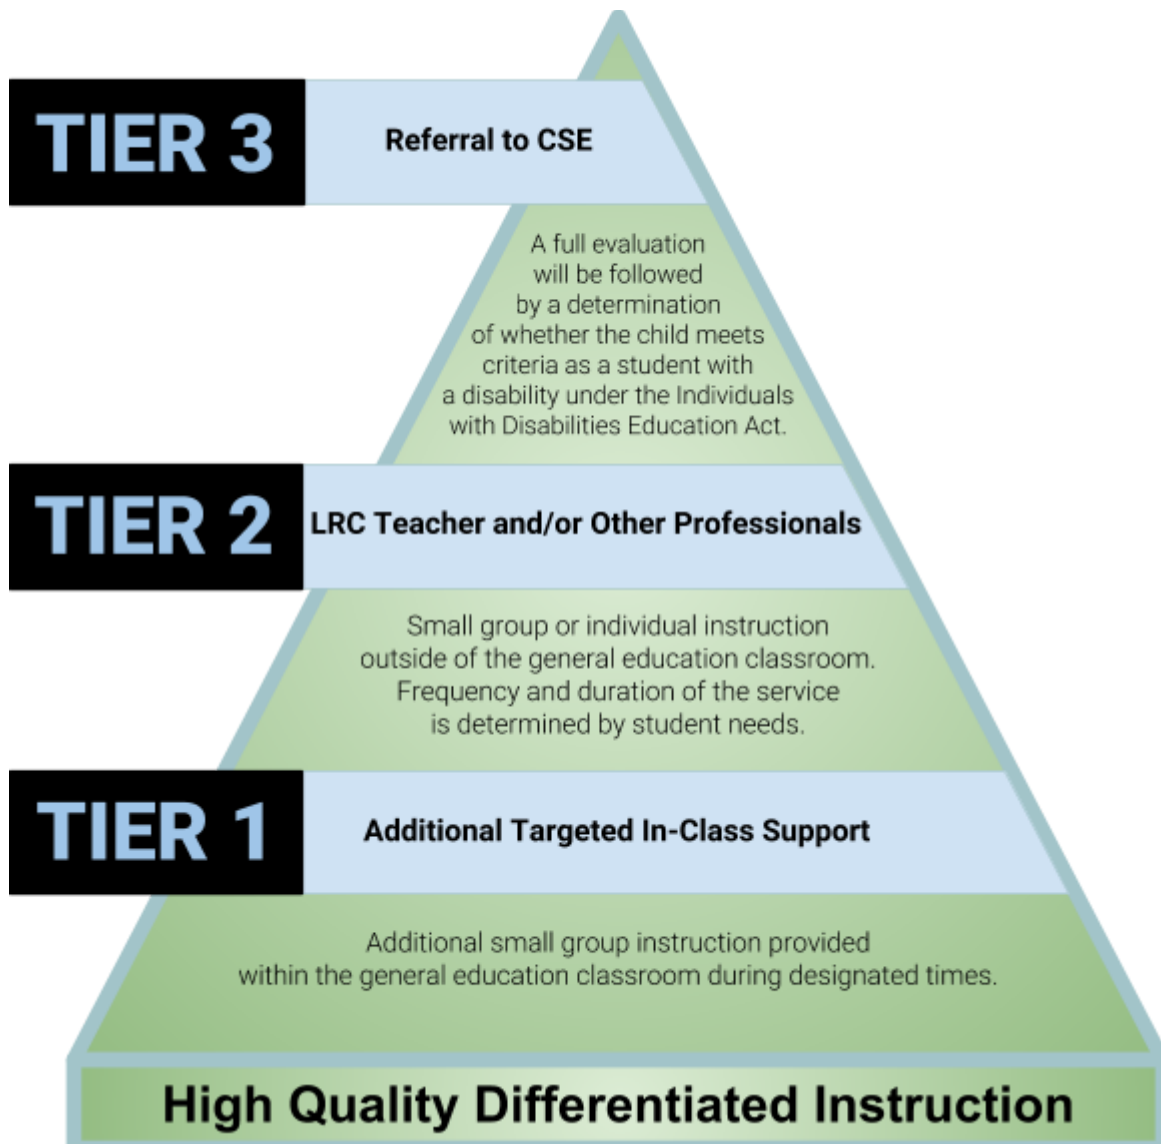 TIER 3
Referral to CSE
A full evaluation
will be followed
by a determination
of whether the child meets
criteria as a student with
a disability under the Individuals
with Disabilities Education Act.
TIER 2
LRC Teacher and/or Other Professionals
Small group or individual instruction
outside of the general education classroom.
Frequency and duration of the service
is determined by student needs.
TIER 1
Additional Targeted In-Class Support
Additional small group instruction provided
within the general education classroom during designated times.
High Quality Differentiated Instruction